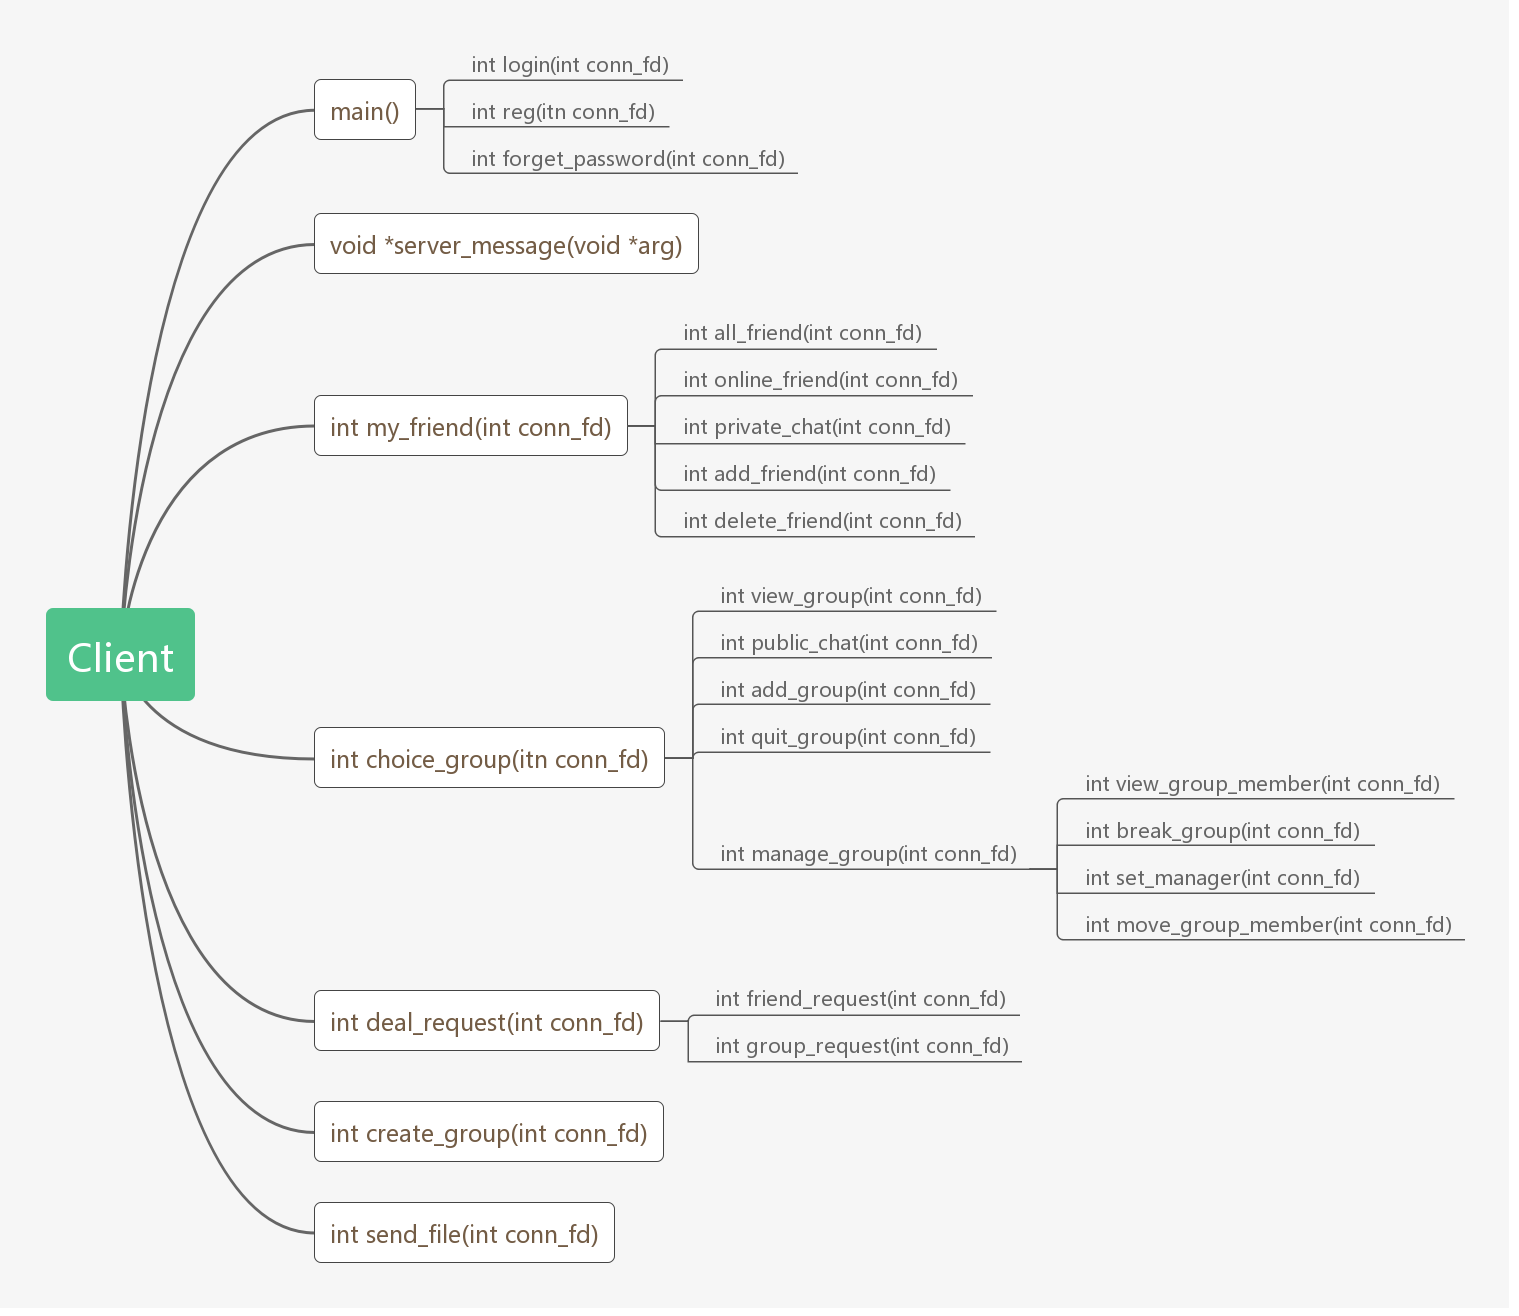 Client
main()
int login(int conn_fd)
int reg(itn conn_fd)
int forget_password(int conn_fd)
void *server_message(void *arg)
int my_friend(int conn_fd)
int all_friend(int conn_fd)
int online_friend(int conn_fd)
int private_chat(int conn_fd)
int add_friend(int conn_fd)
int delete_friend(int conn_fd)
int choice_group(itn conn_fd)
int view_group(int conn_fd)
int public_chat(int conn_fd)
int add_group(int conn_fd)
int quit_group(int conn_fd)
int manage_group(int conn_fd)
int view_group_member(int conn_fd)
int break_group(int conn_fd)
int set_manager(int conn_fd)
int move_group_member(int conn_fd)
int deal_request(int conn_fd)
int friend_request(int conn_fd)
int group_request(int conn_fd)
int create_group(int conn_fd)
int send_file(int conn_fd)